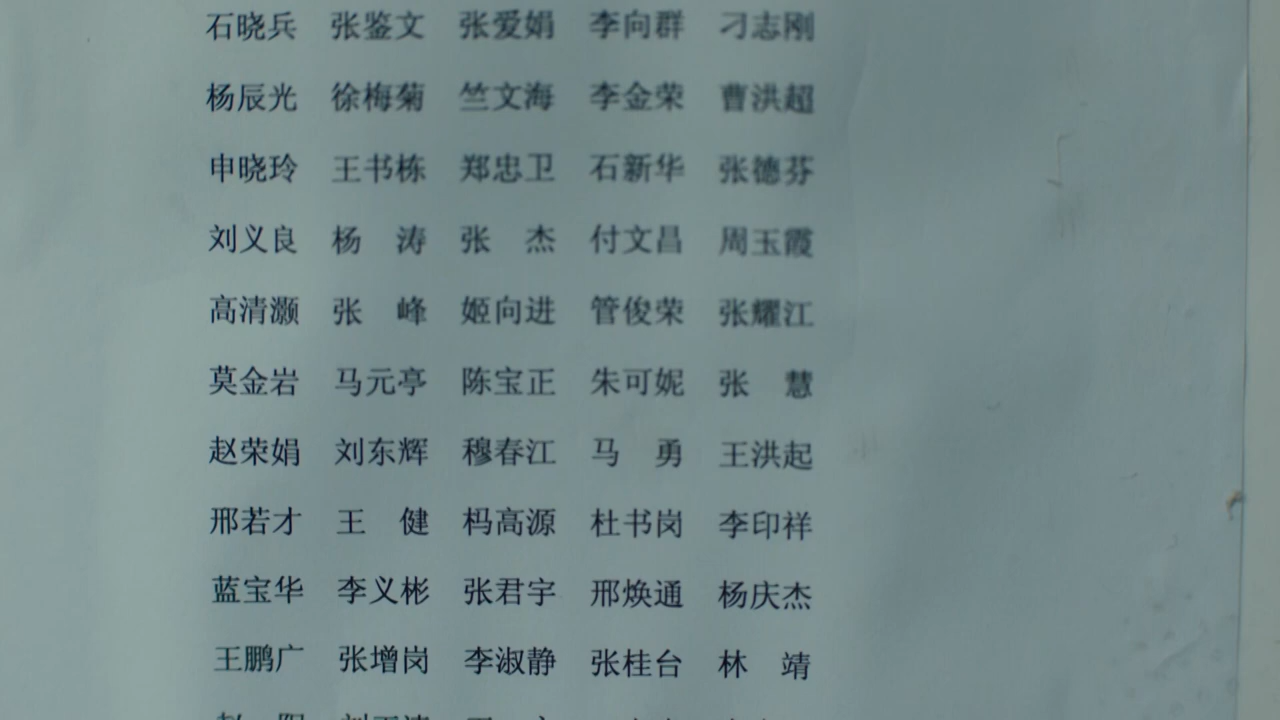 石晓兵 张鉴文 张爱娟 李向群 刁志刚
杨辰光 徐梅菊 竺文海 李金荣 曹洪超
申晓玲 王书栋 郑忠卫 石新华 张德芬
刘义良 杨 涛 张 杰 付文昌 周玉霞
高清灏 张 峰 姬向进 管俊荣 张耀江
莫金岩 马元亭 陈宝正 朱可妮 张 慧
赵荣娟 刘东辉 穆春江 马 勇 王洪起
邢若才 王 健 杩高源 杜书岗 李印祥
蓝宝华 李义彬 张君宇 邢焕通 杨庆杰
王鹏广 张增岗 李淑静 张桂台 林 靖